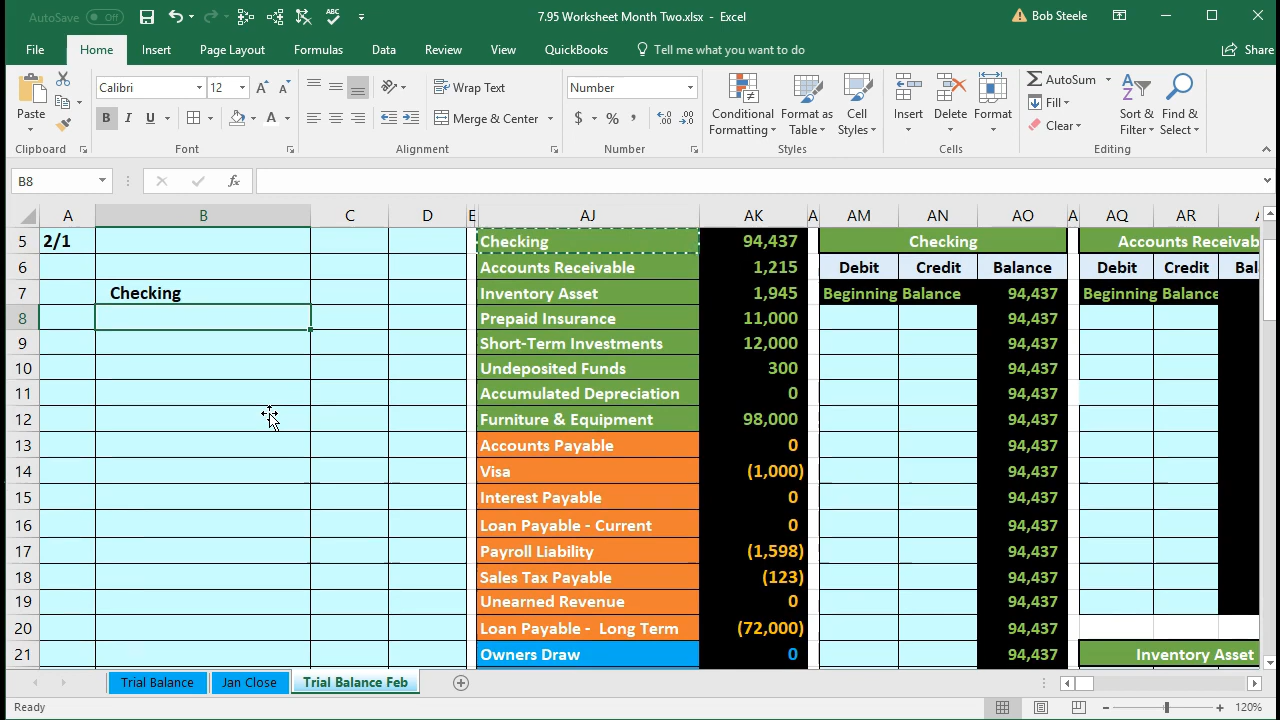 AutoSave Off 7.95 Worksheet Month Two.xlsx - Excel Bob Steele
File Home Insert Page Layout Formulas Data Review View QuickBooks Tell me what you want to do Share
Calibri 12 Wrap Text Number AutoSum
Paste B I U Merge & Center $ % , Conditional Formatting Format as Table Cell Styles Insert Delete Format Fill Clear Sort & Filter Find & Select
Clipboard Font Alignment Number Styles Cells Editing
B8 fx
A B C D E AJ AK A AM AN AO A AQ AR A
5 2/1 Checking 94,437 Checking Accounts Receivab
6 Accounts Receivable 1,215 Debit Credit Balance Debit Credit Bal
7 Checking Inventory Asset 1,945 Beginning Balance 94,437 Beginning Balance
8 Prepaid Insurance 11,000 94,437
9 Short-Term Investments 12,000 94,437
10 Undeposited Funds 300 94,437
11 Accumulated Depreciation 0 94,437
12 Furniture & Equipment 98,000 94,437
13 Accounts Payable 0 94,437
14 Visa (1,000) 94,437
15 Interest Payable 0 94,437
16 Loan Payable - Current 0 94,437
17 Payroll Liability (1,598) 94,437
18 Sales Tax Payable (123) 94,437
19 Unearned Revenue 0 94,437
20 Loan Payable - Long Term (72,000) 94,437
21 Owners Draw 0 94,437 Inventory Asset
Trial Balance Jan Close Trial Balance Feb
Ready 120%